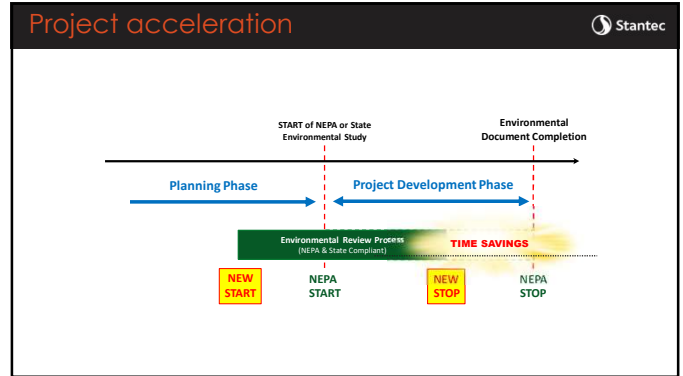 Project acceleration
Stantec
START of NEPA or State
Environmental Study
Environmental
Document Completion
Planning Phase
Project Development Phase
Environmental Review Process
(NEPA & State Compliant)
TIME SAVINGS
NEW
START
NEPA
START
NEW
STOP
NEPA
STOP